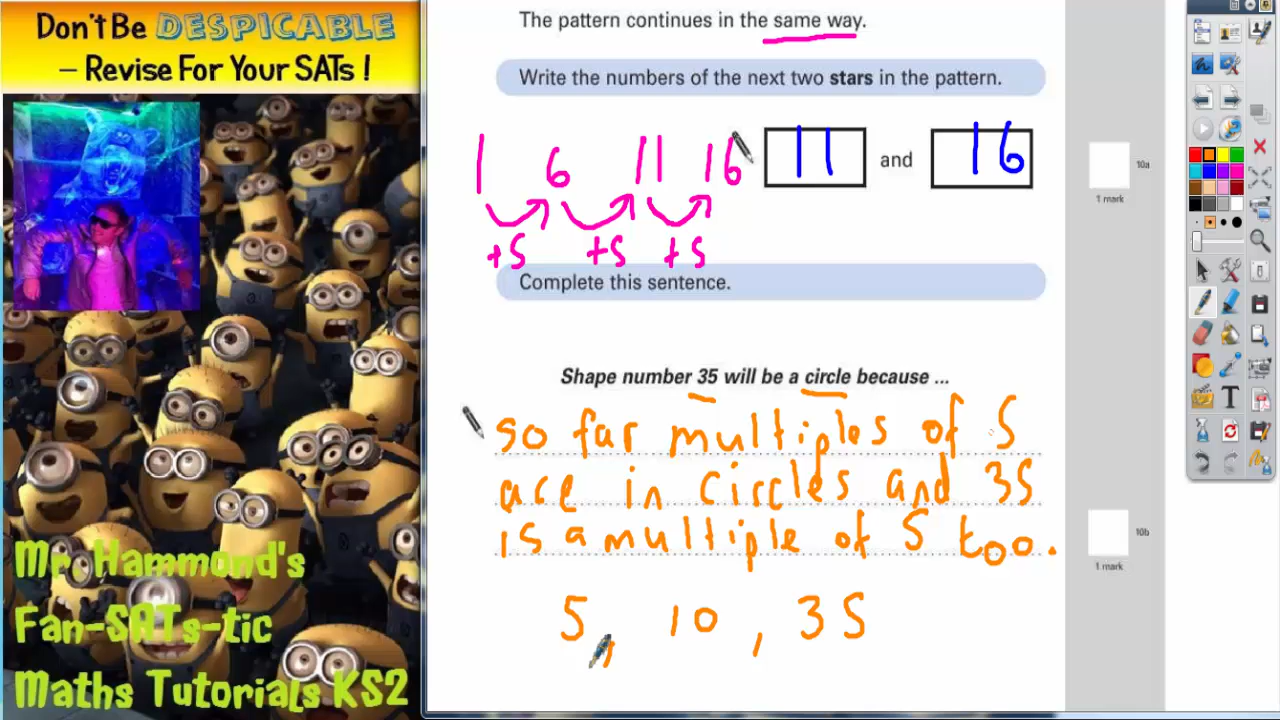 Don't Be DESPICABLE
– Revise For Your SATs !
The pattern continues in the same way.
Write the numbers of the next two stars in the pattern.
1 6 11 16
11 and 16
10a
1 mark
+5 +5 +5
Complete this sentence.
Shape number 35 will be a circle because ...
so far multiples of 5
are in circles and 35
is a multiple of 5 too.
10b
1 mark
5, 10, 35
Mr Hammond's
Fan-SATs-tic
Maths Tutorials KS2
T